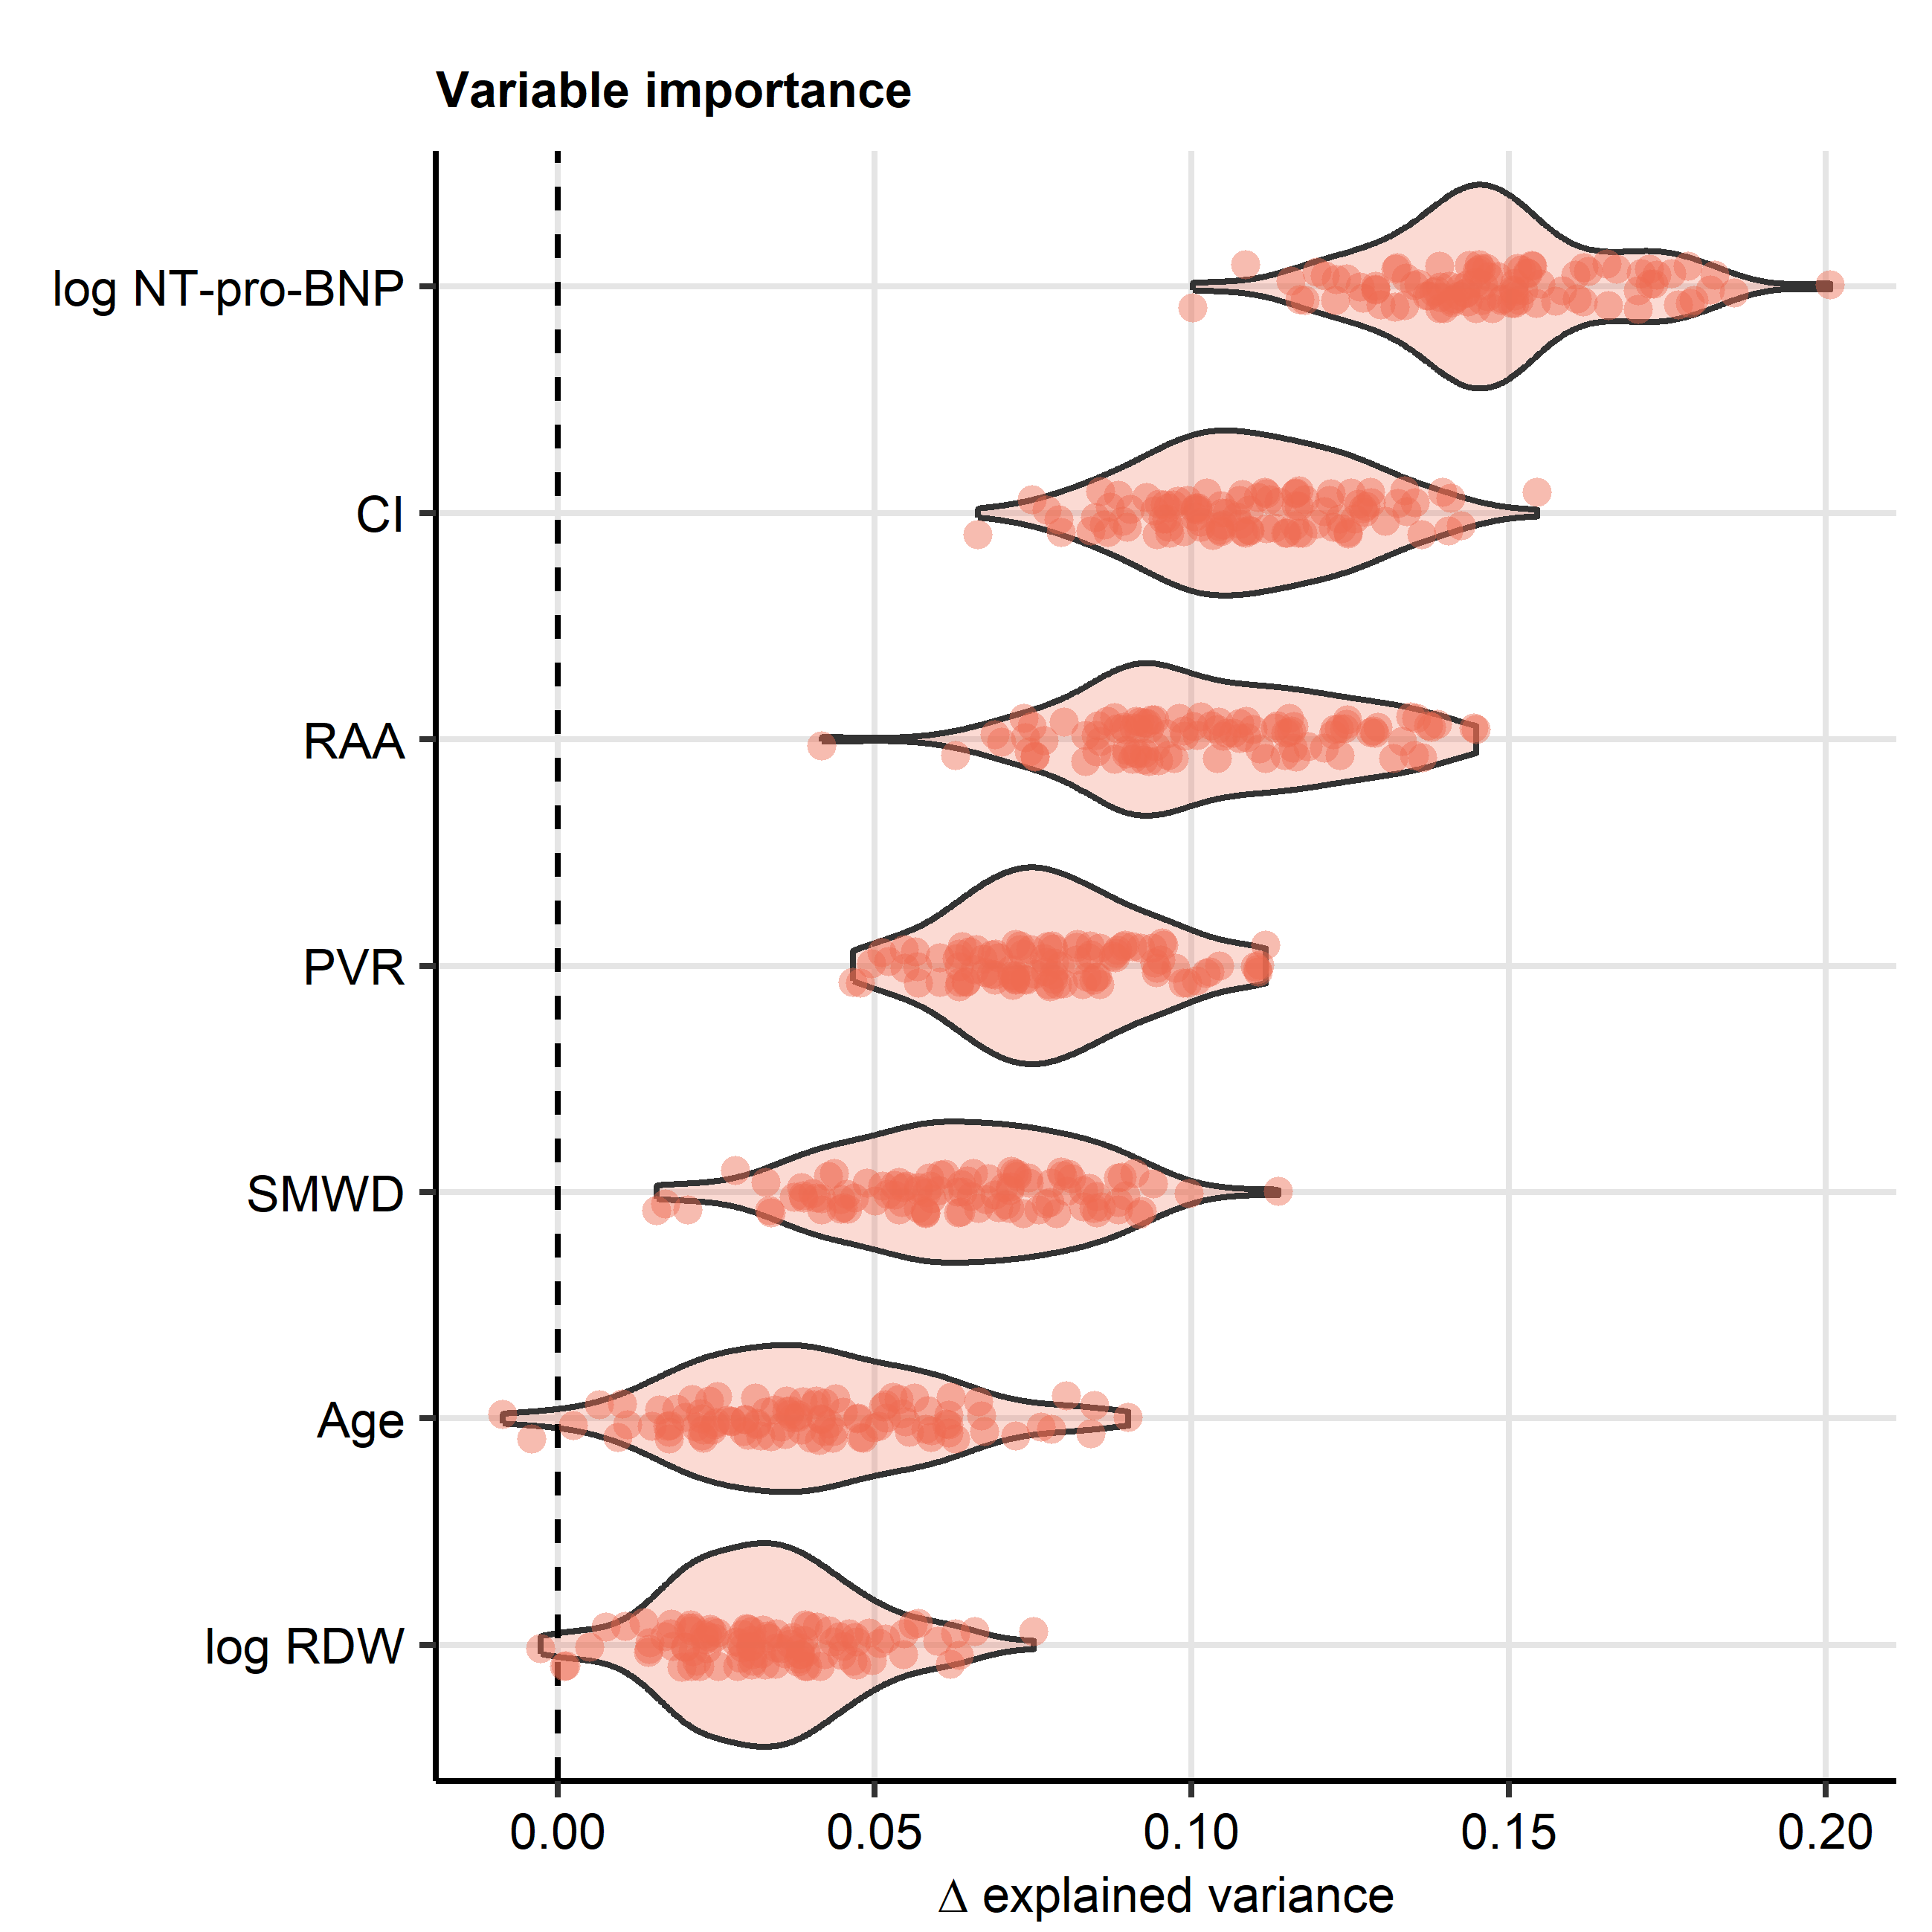 Variable importance
log NT-pro-BNP
CI
RAA
PVR
SMWD
Age
log RDW
0.00 0.05 0.10 0.15 0.20
Δ explained variance